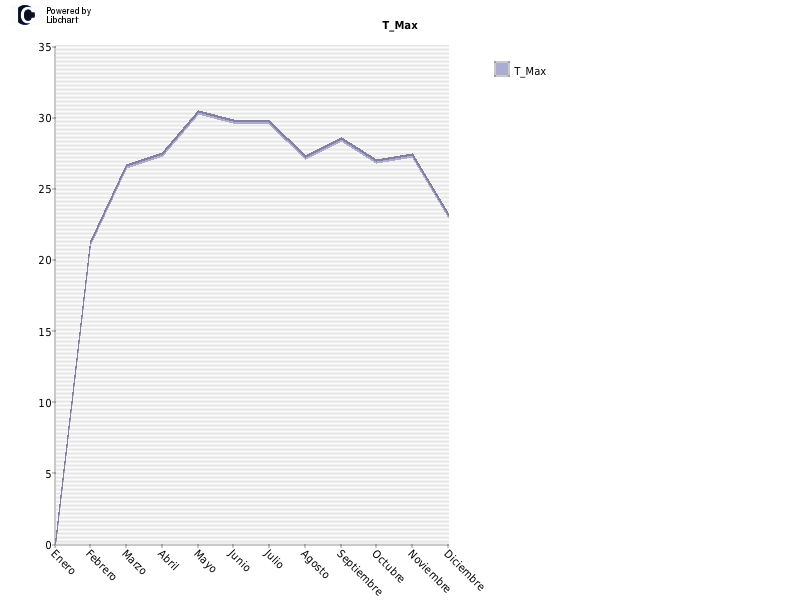 Powered by
Libchart
T_Max
T_Max
35
30
25
20
15
10
5
0
Enero
Febrero
Marzo
Abril
Mayo
Junio
Julio
Agosto
Septiembre
Octubre
Noviembre
Diciembre